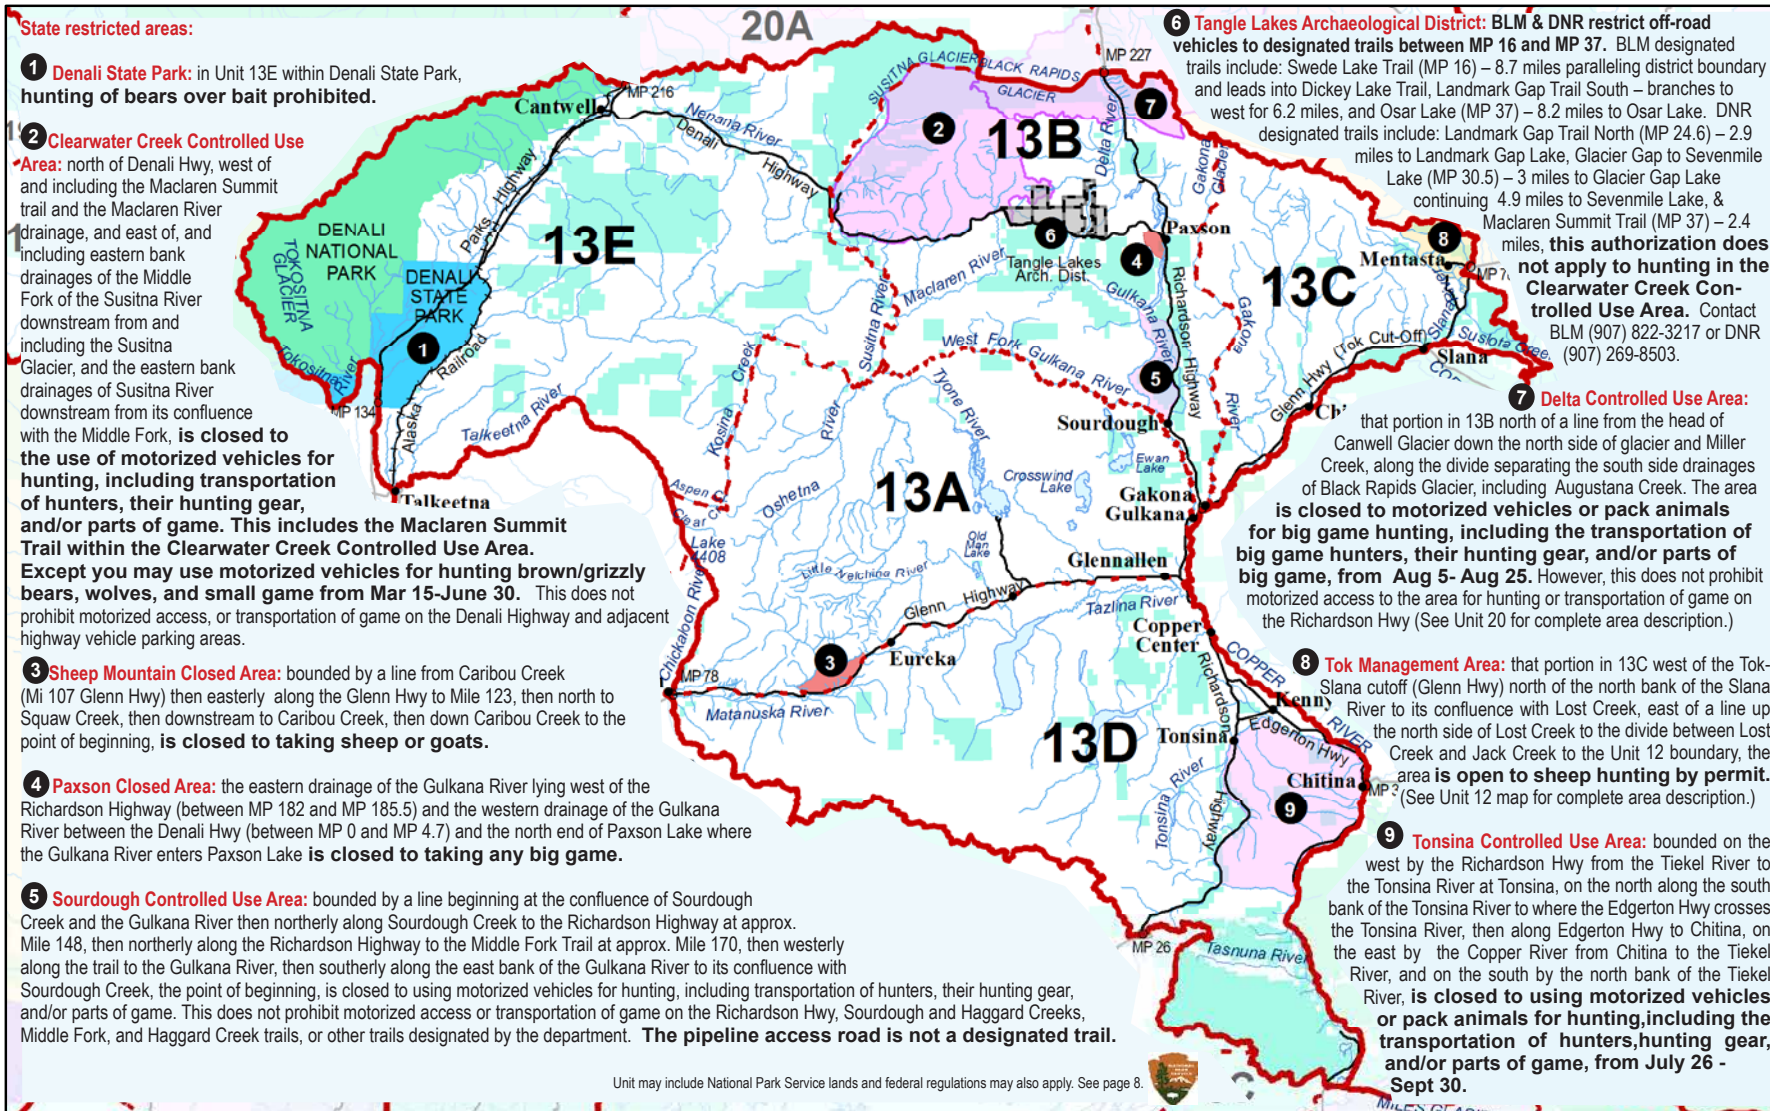 State restricted areas:
1 Denali State Park: in Unit 13E within Denali State Park,
hunting of bears over bait prohibited.
2 Clearwater Creek Controlled Use
Area: north of Denali Hwy, west of
and including the Maclaren Summit
trail and the Maclaren River
drainage, and east of, and
including eastern bank
drainages of the Middle
Fork of the Susitna River
downstream from and
including the Susitna
Glacier, and the eastern bank
drainages of Susitna River
downstream from its confluence
with the Middle Fork, is closed to
the use of motorized vehicles for
hunting, including transportation
of hunters, their hunting gear,
and/or parts of game. This includes the Maclaren Summit
Trail within the Clearwater Creek Controlled Use Area.
Except you may use motorized vehicles for hunting brown/grizzly
bears, wolves, and small game from Mar 15-June 30. This does not
prohibit motorized access, or transportation of game on the Denali Highway and adjacent
highway vehicle parking areas.
3 Sheep Mountain Closed Area: bounded by a line from Caribou Creek
(Mi 107 Glenn Hwy) then easterly along the Glenn Hwy to Mile 123, then north to
Squaw Creek, then downstream to Caribou Creek, then down Caribou Creek to the
point of beginning, is closed to taking sheep or goats.
4 Paxson Closed Area: the eastern drainage of the Gulkana River lying west of the
Richardson Highway (between MP 182 and MP 185.5) and the western drainage of the Gulkana
River between the Denali Hwy (between MP 0 and MP 4.7) and the north end of Paxson Lake where
the Gulkana River enters Paxson Lake is closed to taking any big game.
5 Sourdough Controlled Use Area: bounded by a line beginning at the confluence of Sourdough
Creek and the Gulkana River then northerly along Sourdough Creek to the Richardson Highway at approx.
Mile 148, then northerly along the Richardson Highway to the Middle Fork Trail at approx. Mile 170, then westerly
along the trail to the Gulkana River, then southerly along the east bank of the Gulkana River to its confluence with
Sourdough Creek, the point of beginning, is closed to using motorized vehicles for hunting, including transportation of hunters, their hunting gear,
and/or parts of game. This does not prohibit motorized access or transportation of game on the Richardson Hwy, Sourdough and Haggard Creeks,
Middle Fork, and Haggard Creek trails, or other trails designated by the department. The pipeline access road is not a designated trail.
Unit may include National Park Service lands and federal regulations may also apply. See page 8.
6 Tangle Lakes Archaeological District: BLM & DNR restrict off-road
vehicles to designated trails between MP 16 and MP 37. BLM designated
trails include: Swede Lake Trail (MP 16) – 8.7 miles paralleling district boundary
and leads into Dickey Lake Trail, Landmark Gap Trail South – branches to
west for 6.2 miles, and Osar Lake (MP 37) – 8.2 miles to Osar Lake. DNR
designated trails include: Landmark Gap Trail North (MP 24.6) – 2.9
miles to Landmark Gap Lake, Glacier Gap to Sevenmile
Lake (MP 30.5) – 3 miles to Glacier Gap Lake
continuing 4.9 miles to Sevenmile Lake, &
Maclaren Summit Trail (MP 37) – 2.4
miles, this authorization does
not apply to hunting in the
Clearwater Creek Con-
trolled Use Area. Contact
BLM (907) 822-3217 or DNR
(907) 269-8503.
7 Delta Controlled Use Area:
that portion in 13B north of a line from the head of
Canwell Glacier down the north side of glacier and Miller
Creek, along the divide separating the south side drainages
of Black Rapids Glacier, including Augustana Creek. The area
is closed to motorized vehicles or pack animals
for big game hunting, including the transportation of
big game hunters, their hunting gear, and/or parts of
big game, from Aug 5- Aug 25. However, this does not prohibit
motorized access to the area for hunting or transportation of game on
the Richardson Hwy (See Unit 20 for complete area description.)
8 Tok Management Area: that portion in 13C west of the Tok-
Slana cutoff (Glenn Hwy) north of the north bank of the Slana
River to its confluence with Lost Creek, east of a line up
the north side of Lost Creek to the divide between Lost
Creek and Jack Creek to the Unit 12 boundary, the
area is open to sheep hunting by permit.
(See Unit 12 map for complete area description.)
9 Tonsina Controlled Use Area: bounded on the
west by the Richardson Hwy from the Tiekel River to
the Tonsina River at Tonsina, on the north along the south
bank of the Tonsina River to where the Edgerton Hwy crosses
the Tonsina River, then along Edgerton Hwy to Chitina, on
the east by the Copper River from Chitina to the Tiekel
River, and on the south by the north bank of the Tiekel
River, is closed to using motorized vehicles
or pack animals for hunting,including the
transportation of hunters,hunting gear,
and/or parts of game, from July 26 -
Sept 30.
20A
MP 227
SUSITNA GLACIER
BLACK RAPIDS
GLACIER
MP 216
Cantwell
Nenana River
Denali
Highway
Parks Highway
2
13B
Delta River
7
Gakona
Glacier
DENALI
NATIONAL
PARK
TOKOSITNA
GLACIER
DENALI
STATE
PARK
13E
6
Tangle Lakes
Arch. Dist.
Paxson
4
Maclaren River
Gulkana River
Richardson Highway
13C
8
Mentasta
Slana
Suslota Cree
Glenn Hwy (Tok Cut-Off)
Gakona
River
1
Railroad
Alaska
Tokositna
River
MP 134
Talkeetna River
Talkeetna
Kosina
Creek
Susitna River
West Fork Gulkana River
5
Sourdough
Tyone River
River
Oshetna
13A
Crosswind
Lake
Ewan
Lake
Gakona
Gulkana
Aspen C
Clear C
Lake
4408
Old
Man
Lake
Little Nelchina River
Glennallen
Glenn Highway
Tazlina River
Chickaloon River
3
Eureka
MP 78
Matanuska River
Copper
Center
COPPER
RIVER
Kenny
Richardson
Highway
Edgerton Hwy
Tonsina
13D
Chitina
MP 3
Tonsina River
9
MP 26
Tasnuna River